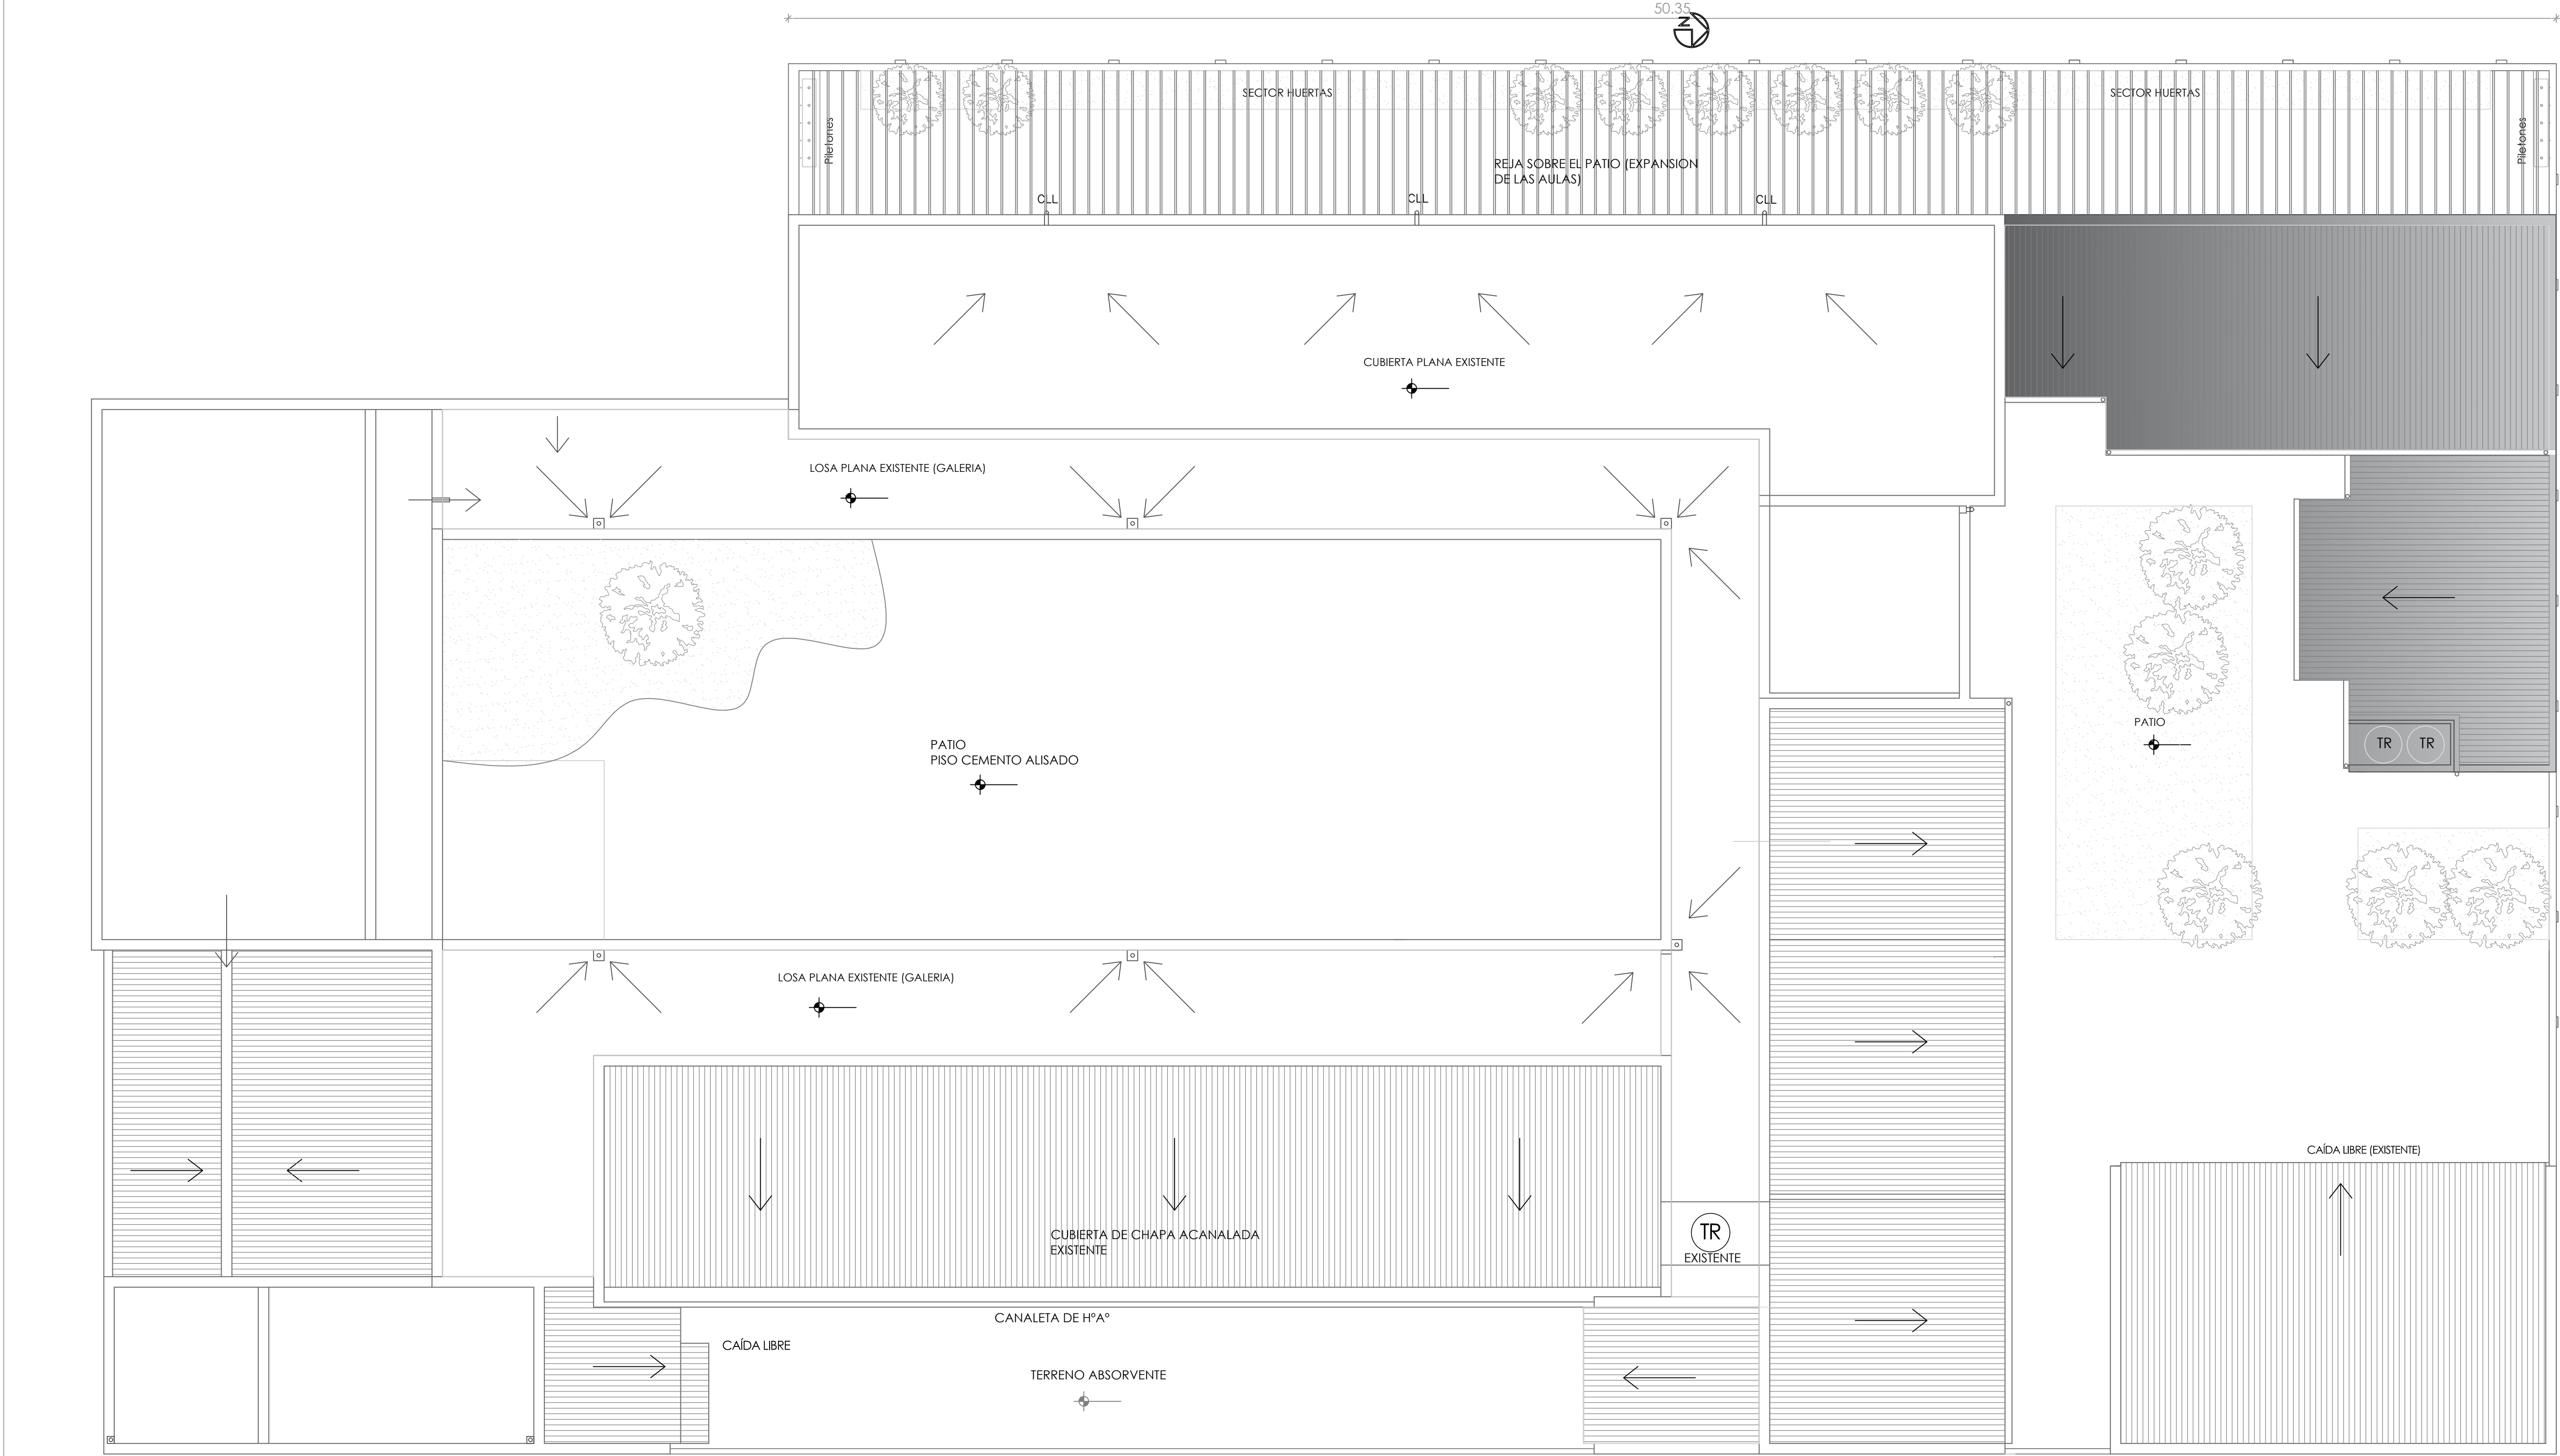 50.35
N
SECTOR HUERTAS
SECTOR HUERTAS
Piletones
Piletones
REJA SOBRE EL PATIO (EXPANSION
DE LAS AULAS)
CLL
CLL
CLL
CUBIERTA PLANA EXISTENTE
LOSA PLANA EXISTENTE (GALERIA)
PATIO
PISO CEMENTO ALISADO
PATIO
TR
TR
LOSA PLANA EXISTENTE (GALERIA)
CAÍDA LIBRE (EXISTENTE)
CUBIERTA DE CHAPA ACANALADA
EXISTENTE
TR
EXISTENTE
CANALETA DE HºAº
CAÍDA LIBRE
TERRENO ABSORVENTE